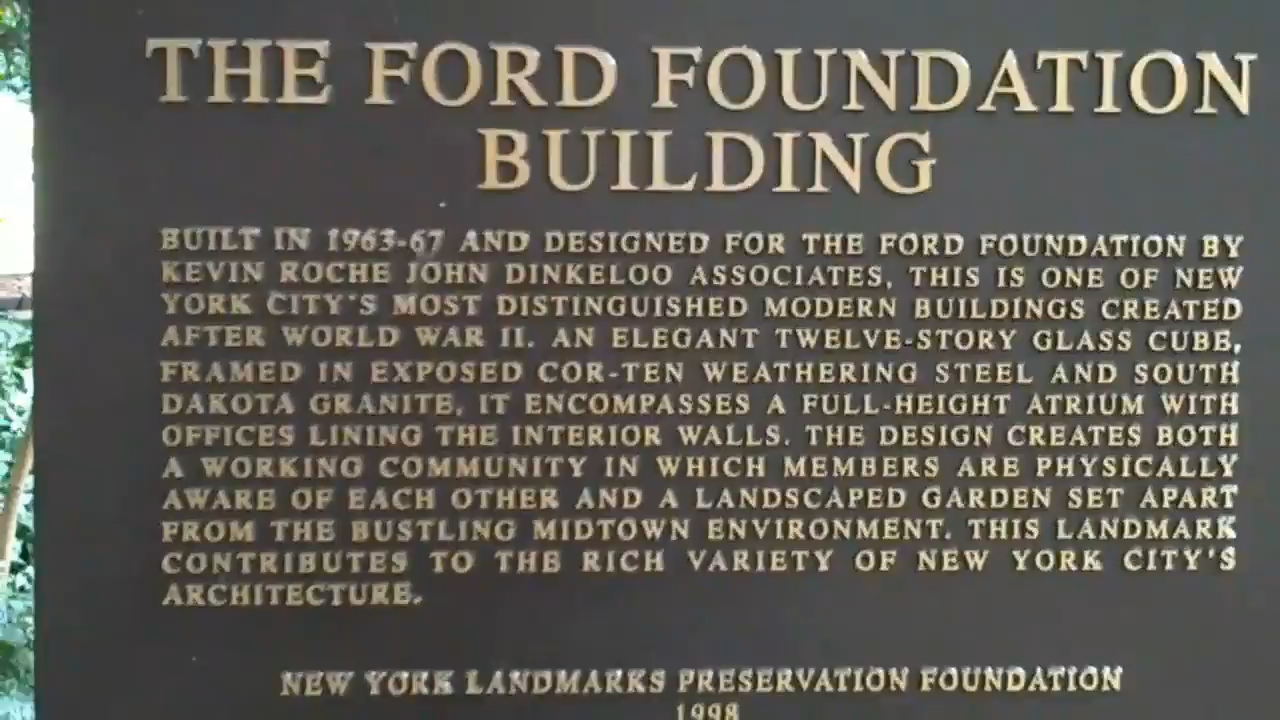 THE FORD FOUNDATION
BUILDING
BUILT IN 1963-67 AND DESIGNED FOR THE FORD FOUNDATION BY
KEVIN ROCHE JOHN DINKELOO ASSOCIATES, THIS IS ONE OF NEW
YORK CITY'S MOST DISTINGUISHED MODERN BUILDINGS CREATED
AFTER WORLD WAR II. AN ELEGANT TWELVE-STORY GLASS CUBE,
FRAMED IN EXPOSED COR-TEN WEATHERING STEEL AND SOUTH
DAKOTA GRANITE, IT ENCOMPASSES A FULL-HEIGHT ATRIUM WITH
OFFICES LINING THE INTERIOR WALLS. THE DESIGN CREATES BOTH
A WORKING COMMUNITY IN WHICH MEMBERS ARE PHYSICALLY
AWARE OF EACH OTHER AND A LANDSCAPED GARDEN SET APART
FROM THE BUSTLING MIDTOWN ENVIRONMENT. THIS LANDMARK
CONTRIBUTES TO THE RICH VARIETY OF NEW YORK CITY'S
ARCHITECTURE.
NEW YORK LANDMARKS PRESERVATION FOUNDATION
1998